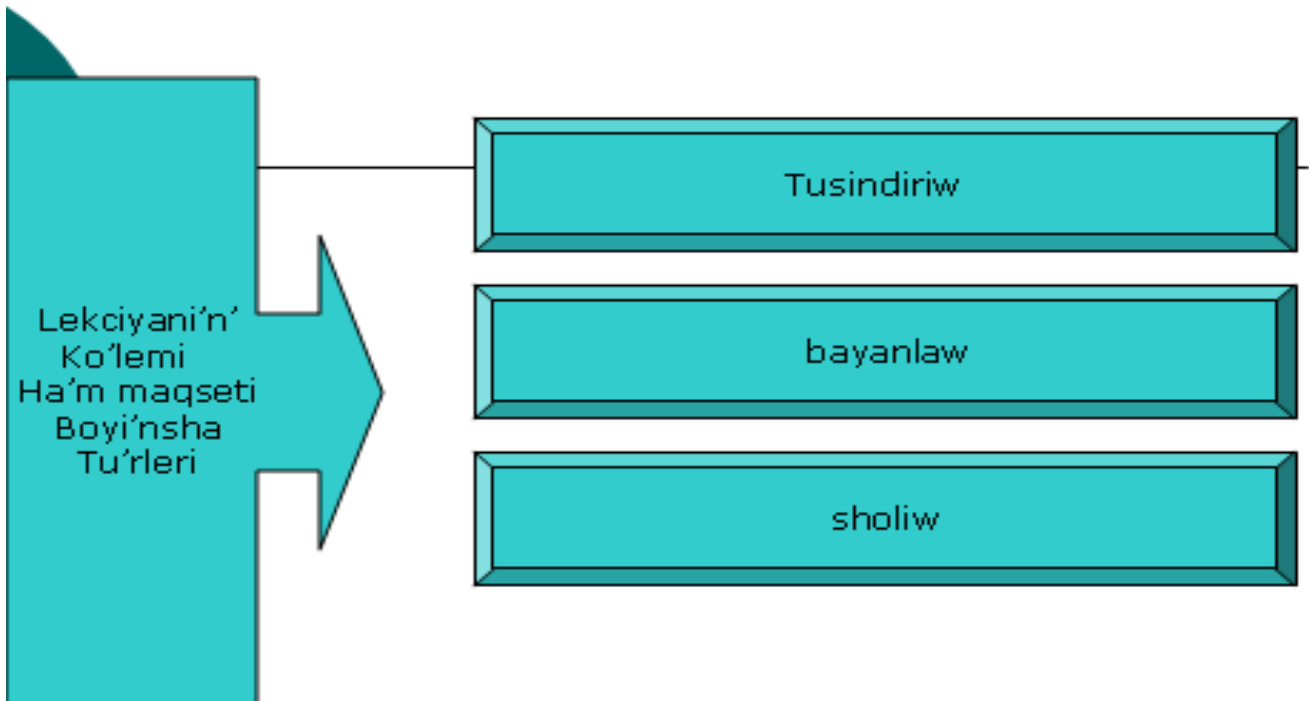 Lekciyani’n’
Ko’lemi
Ha’m maqseti
Boyi’nsha
Tu’rleri
Tusindiriw
bayanlaw
sholiw